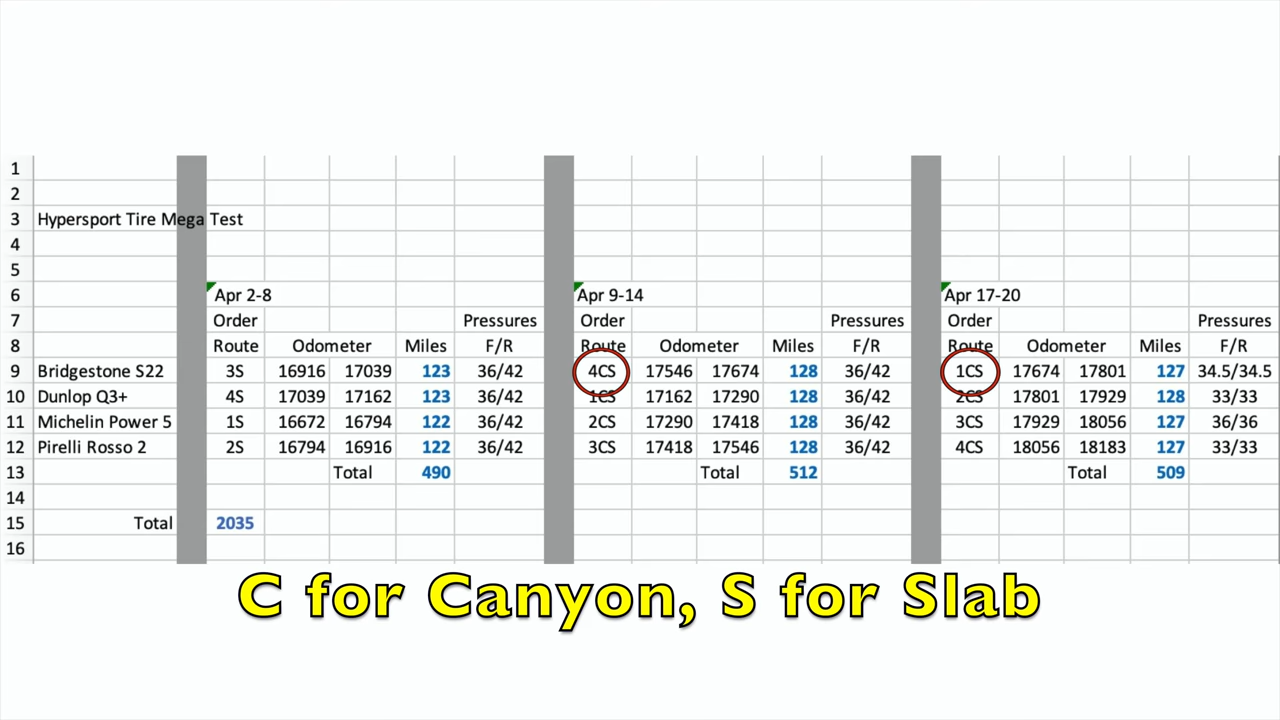 1
2
3 Hypersport Tire Mega Test
4
5
6 Apr 2-8 Apr 9-14 Apr 17-20
7 Order Pressures Order Pressures Order Pressures
8 Route Odometer Miles F/R Route Odometer Miles F/R Route Odometer Miles F/R
9 Bridgestone S22 3S 16916 17039 123 36/42 4CS 17546 17674 128 36/42 1CS 17674 17801 127 34.5/34.5
10 Dunlop Q3+ 4S 17039 17162 123 36/42 1CS 17162 17290 128 36/42 2CS 17801 17929 128 33/33
11 Michelin Power 5 1S 16672 16794 122 36/42 2CS 17290 17418 128 36/42 3CS 17929 18056 127 36/36
12 Pirelli Rosso 2 2S 16794 16916 122 36/42 3CS 17418 17546 128 36/42 4CS 18056 18183 127 33/33
13 Total 490 Total 512 Total 509
14
15 Total 2035
16
C for Canyon, S for Slab